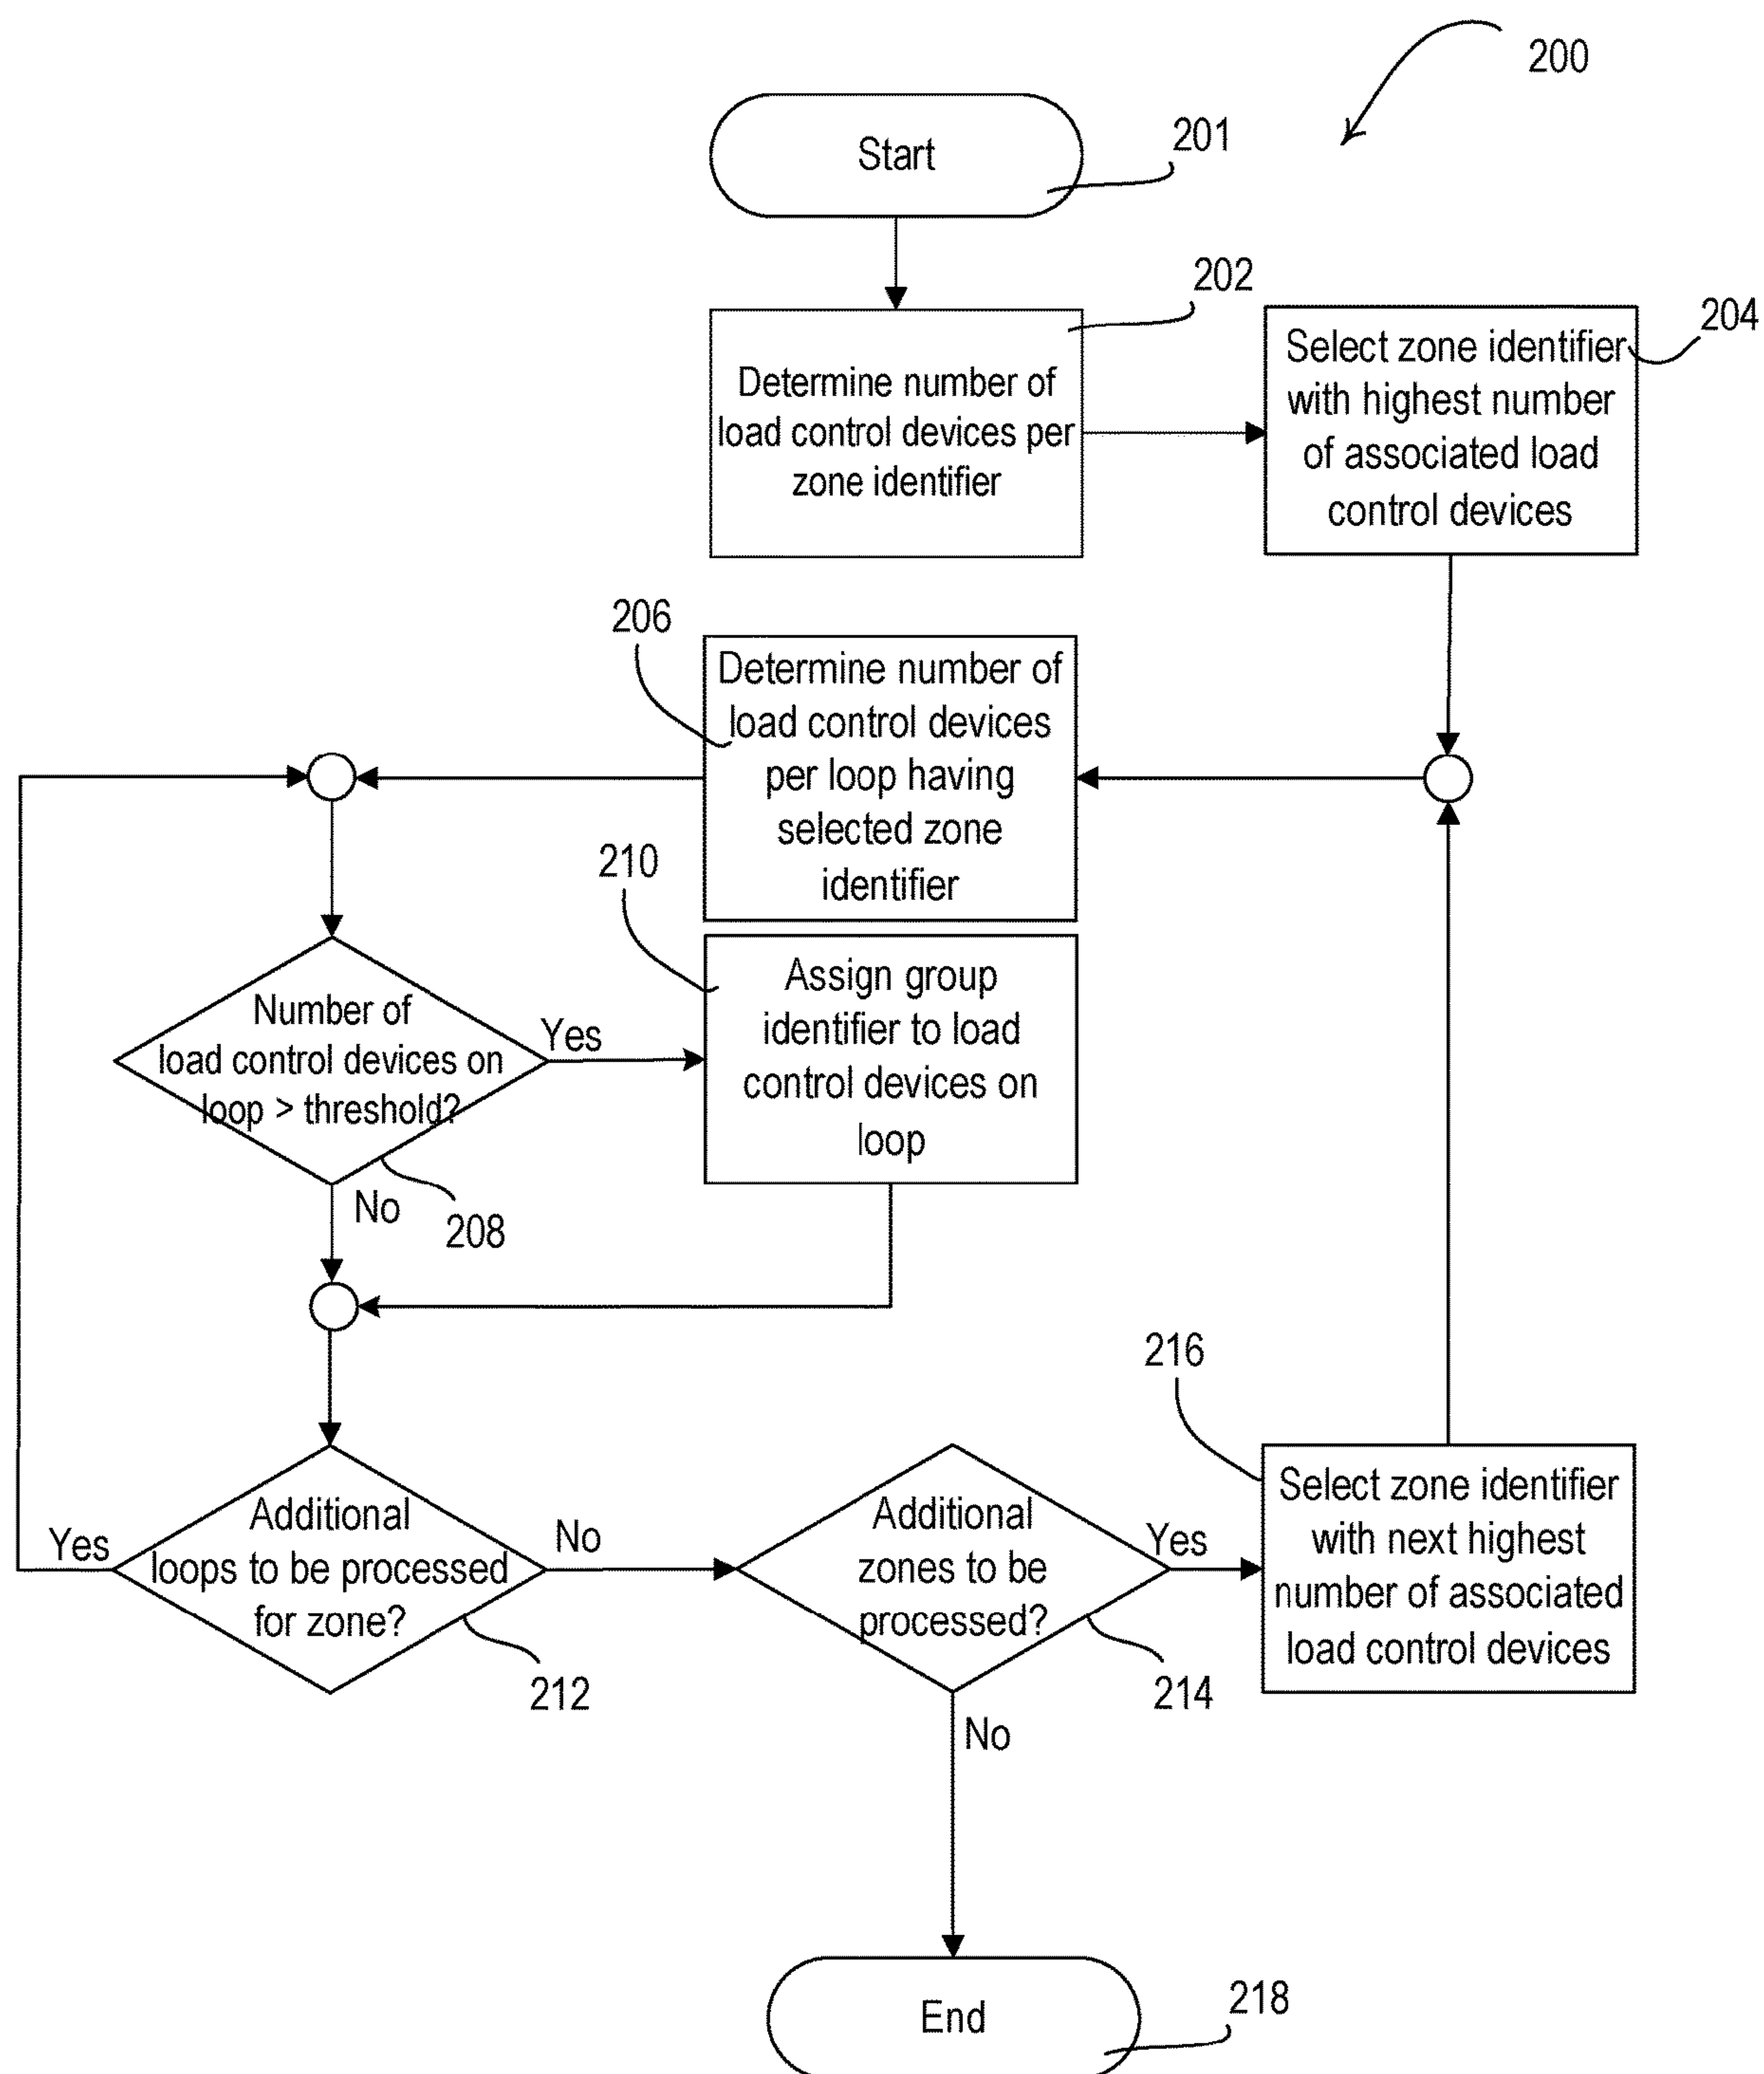 200
Start
201
202
Determine number of
load control devices per
zone identifier
204
Select zone identifier
with highest number
of associated load
control devices
206
Determine number of
load control devices
per loop having
selected zone
identifier
210
Assign group
identifier to load
control devices on
loop
Number of
load control devices on
loop > threshold?
Yes
No
208
216
Additional
loops to be processed
for zone?
Yes
No
212
Additional
zones to be
processed?
Yes
214
No
Select zone identifier
with next highest
number of associated
load control devices
End
218